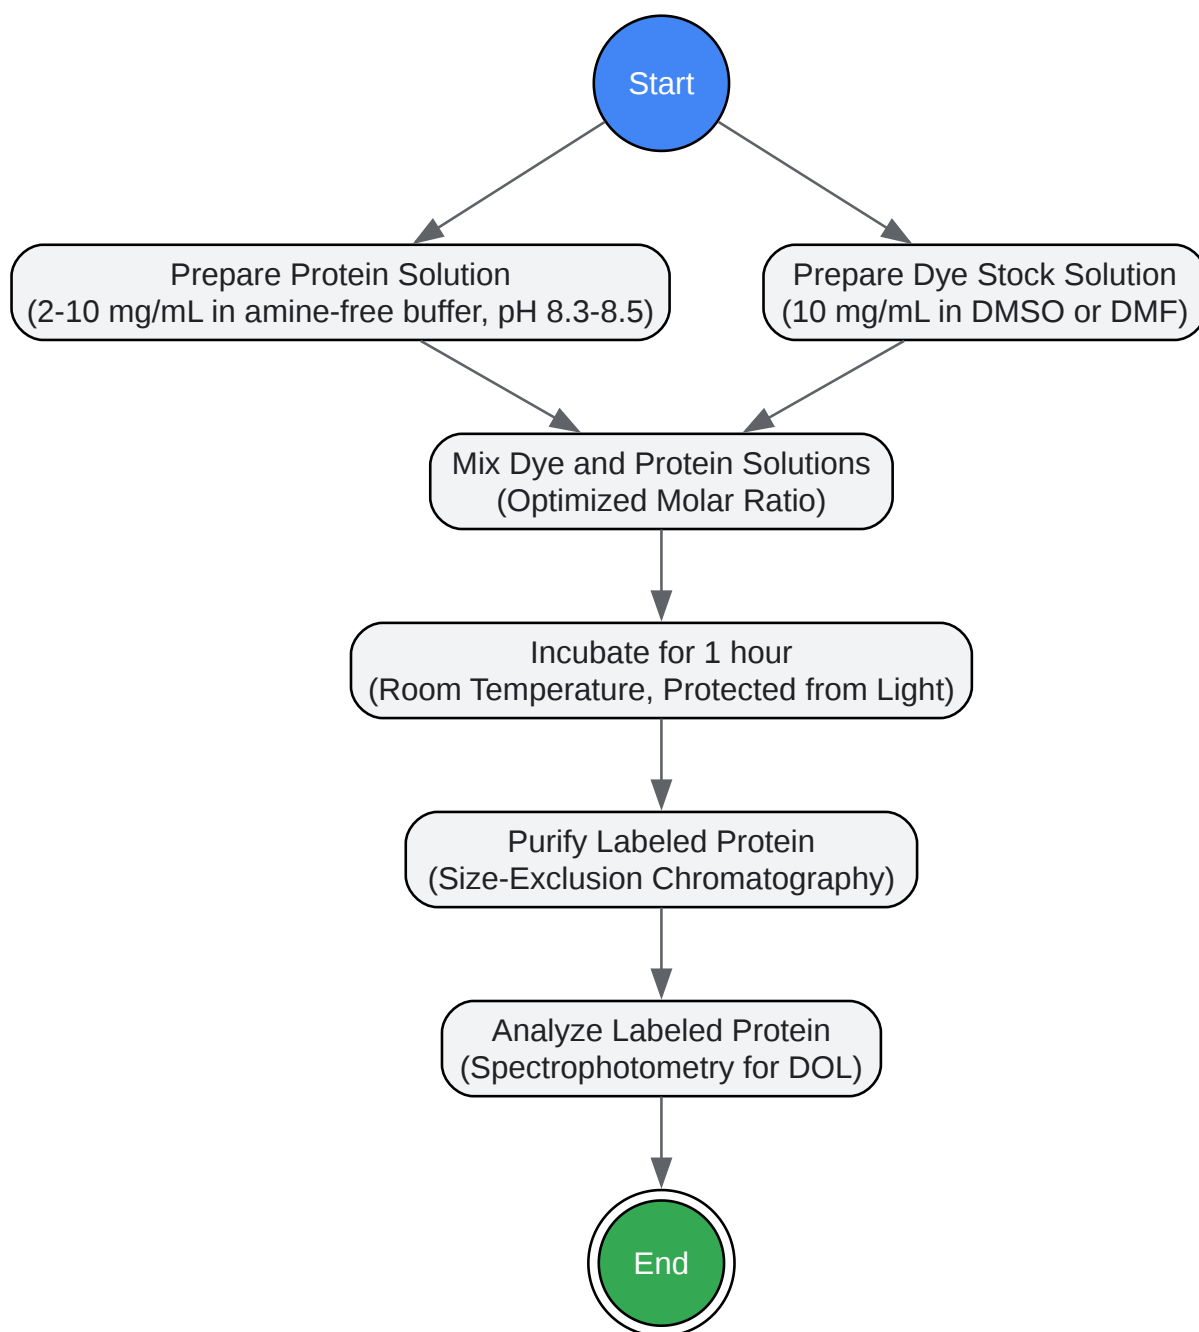 Start
Prepare Protein Solution
(2-10 mg/mL in amine-free buffer, pH 8.3-8.5)
Prepare Dye Stock Solution
(10 mg/mL in DMSO or DMF)
Mix Dye and Protein Solutions
(Optimized Molar Ratio)
Incubate for 1 hour
(Room Temperature, Protected from Light)
Purify Labeled Protein
(Size-Exclusion Chromatography)
Analyze Labeled Protein
(Spectrophotometry for DOL)
End